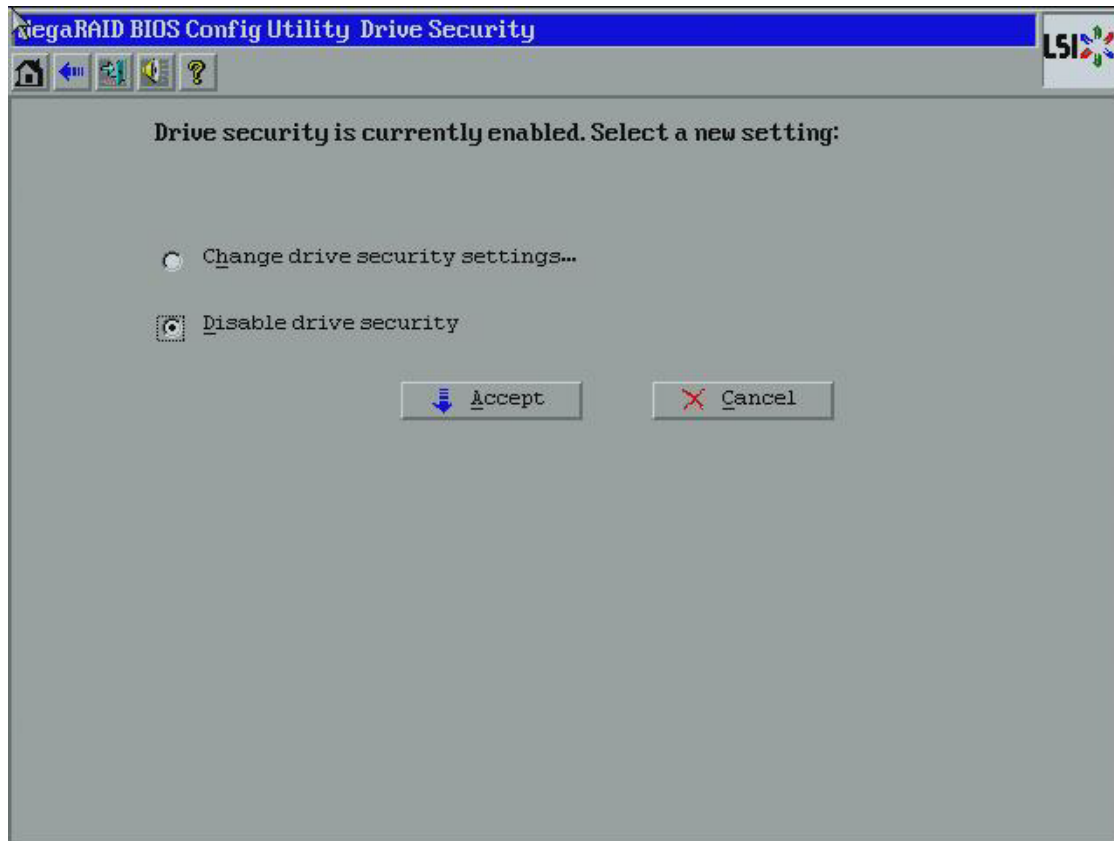 MegaRAID BIOS Config Utility Drive Security
LSI
?
Drive security is currently enabled. Select a new setting:
Change drive security settings...
Disable drive security
Accept
Cancel